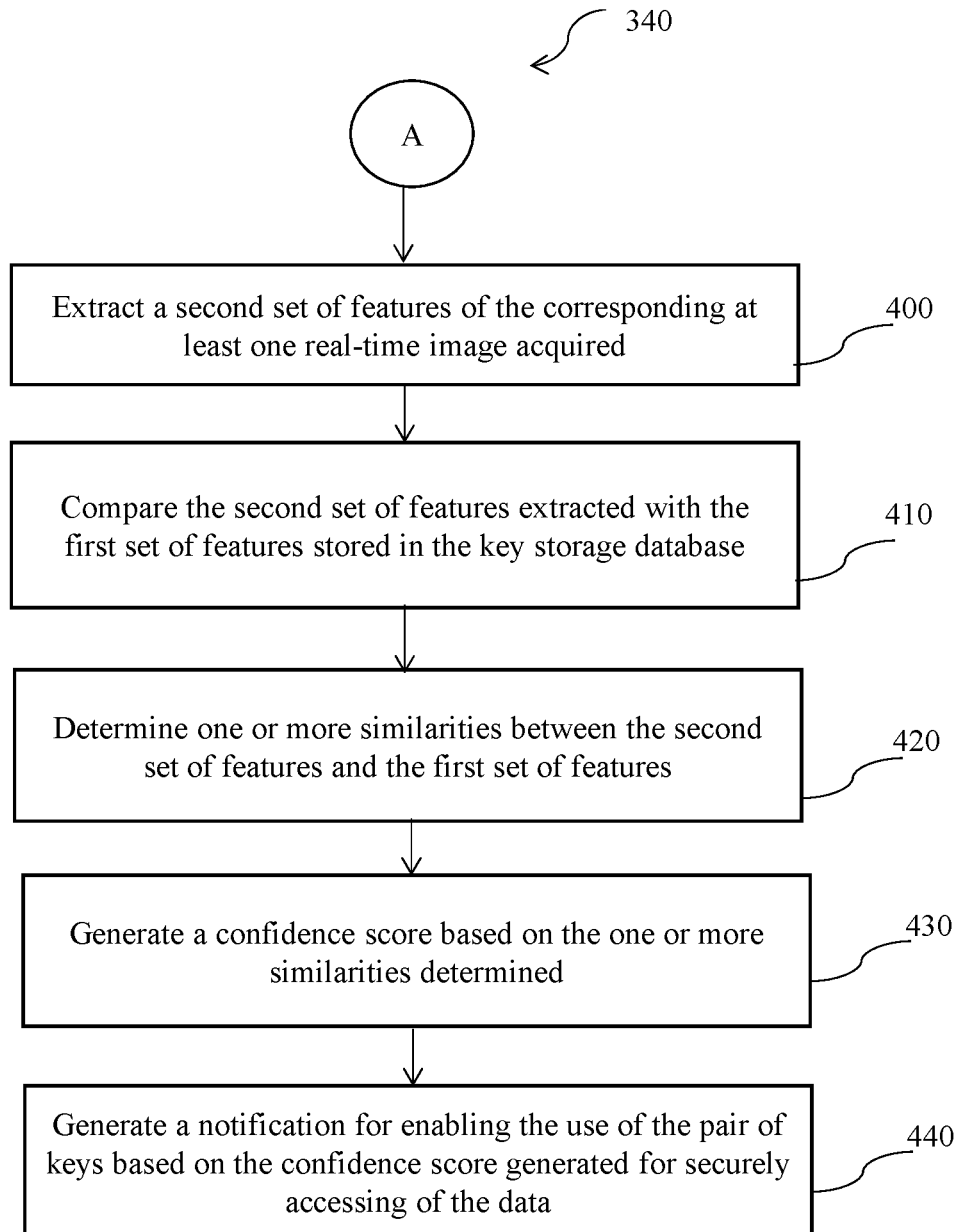 340
A
Extract a second set of features of the corresponding at
least one real-time image acquired
400
Compare the second set of features extracted with the
first set of features stored in the key storage database
410
Determine one or more similarities between the second
set of features and the first set of features
420
Generate a confidence score based on the one or more
similarities determined
430
Generate a notification for enabling the use of the pair of
keys based on the confidence score generated for securely
accessing of the data
440